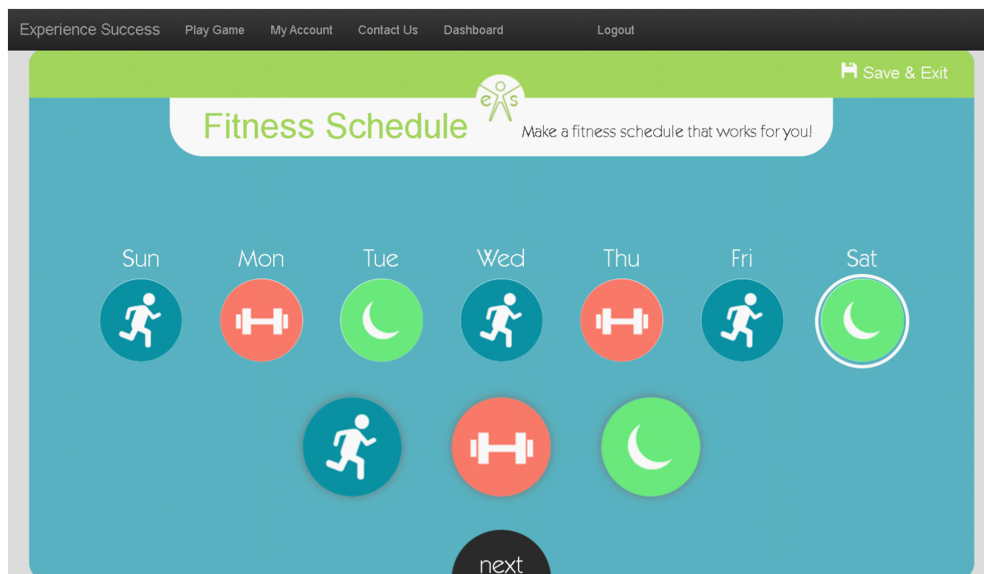 Experience Success Play Game My Account Contact Us Dashboard Logout
Save & Exit
e s
Fitness Schedule Make a fitness schedule that works for you!
Sun Mon Tue Wed Thu Fri Sat
next